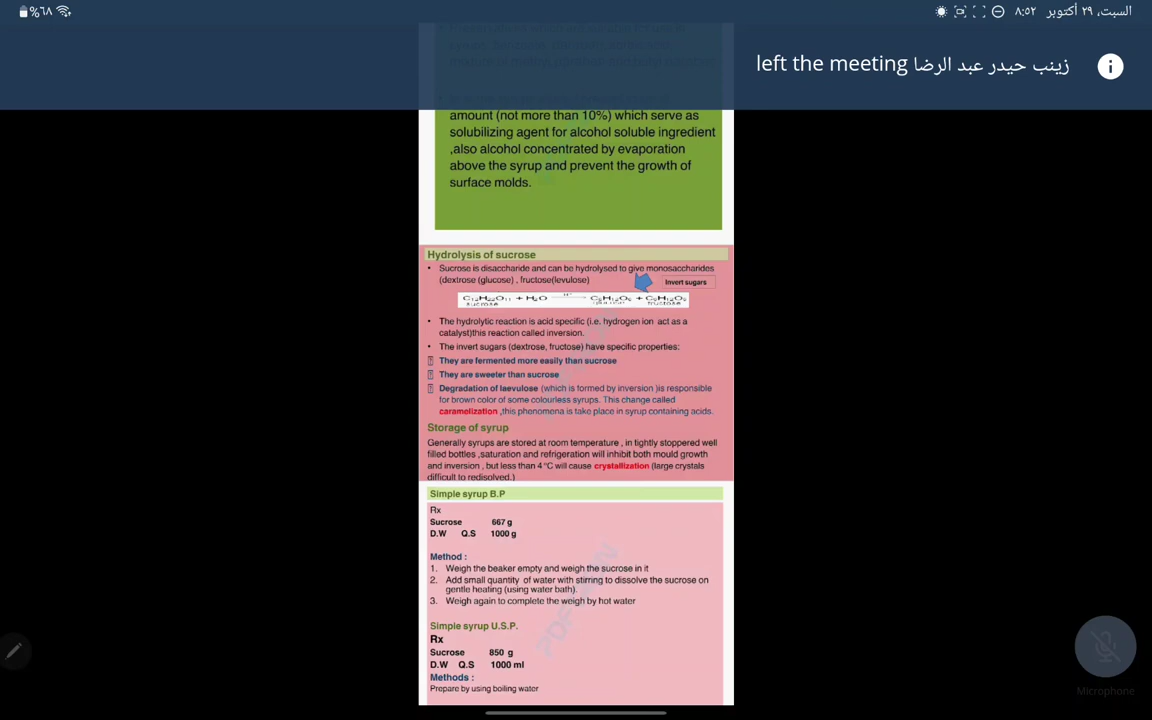 ٪٦٨
السبت، ٢٩ أكتوبر ٨:٥٢
زينب حيدر عبد الرضا left the meeting
amount (not more than 10%) which serve as
solubilizing agent for alcohol soluble ingredient
,also alcohol concentrated by evaporation
above the syrup and prevent the growth of
surface molds.
Hydrolysis of sucrose
• Sucrose is disaccharide and can be hydrolysed to give monosaccharides
(dextrose (glucose) , fructose(levulose)
Invert sugars
C12H22O11 + H2O → C6H12O6 + C6H12O6
sucrose fructose
• The hydrolytic reaction is acid specific (i.e. hydrogen ion act as a
catalyst)this reaction called inversion.
• The invert sugars (dextrose, fructose) have specific properties:
They are fermented more easily than sucrose
They are sweeter than sucrose
Degradation of laevulose (which is formed by inversion )is responsible
for brown color of some colourless syrups. This change called
caramelization ,this phenomena is take place in syrup containing acids.
Storage of syrup
Generally syrups are stored at room temperature , in tightly stoppered well
filled bottles ,saturation and refrigeration will inhibit both mould growth
and inversion , but less than 4 °C will cause crystallization (large crystals
difficult to redisolved.)
Simple syrup B.P
Rx
Sucrose 667 g
D.W Q.S 1000 g
Method :
1. Weigh the beaker empty and weigh the sucrose in it
2. Add small quantity of water with stirring to dissolve the sucrose on
gentle heating (using water bath).
3. Weigh again to complete the weigh by hot water
Simple syrup U.S.P.
Rx
Sucrose 850 g
D.W Q.S 1000 ml
Methods :
Prepare by using boiling water
Microphone